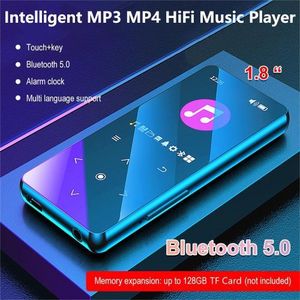 Intelligent MP3 MP4 HiFi Music Player
Touch+key
Bluetooth 5.0
Alarm clock
Multi language support
1.8 “
Bluetooth 5.0
Memory expansion: up to 128GB TF Card (not included)